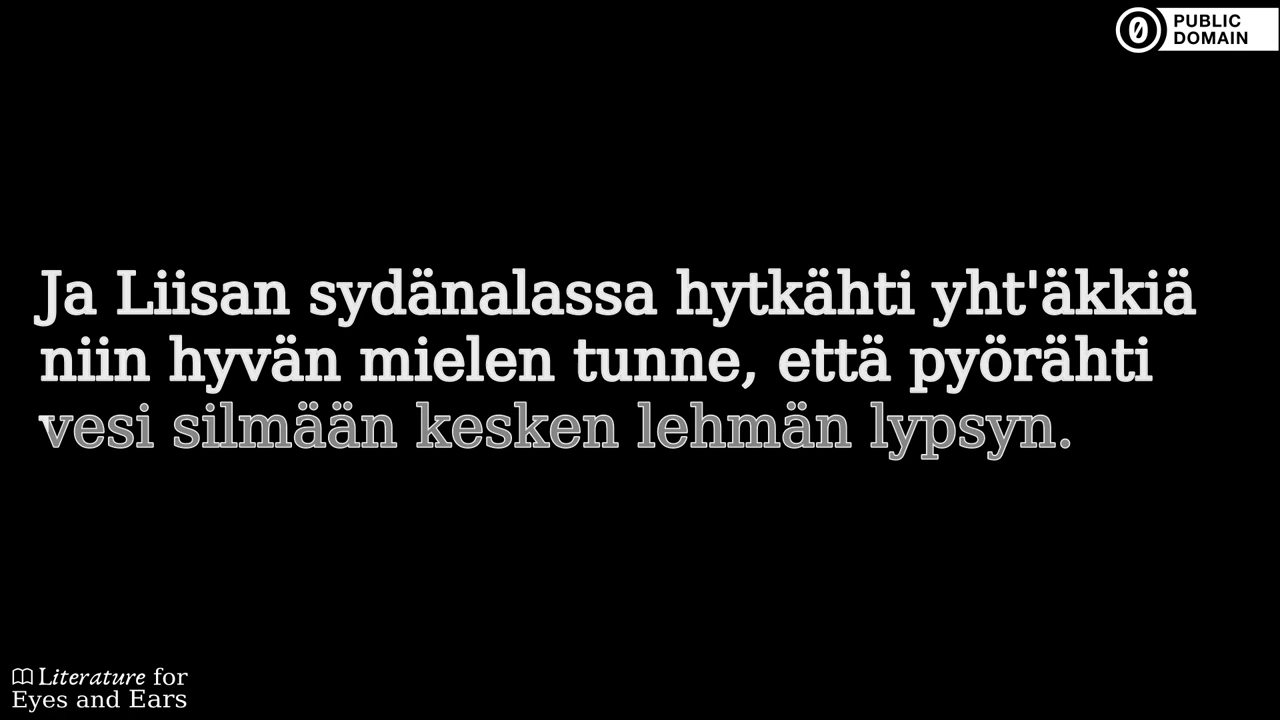 PUBLIC
DOMAIN
Ja Liisan sydänalassa hytkähti yht'äkkiä
niin hyvän mielen tunne, että pyörähti
vesi silmään kesken lehmän lypsyn.
Literature for
Eyes and Ears